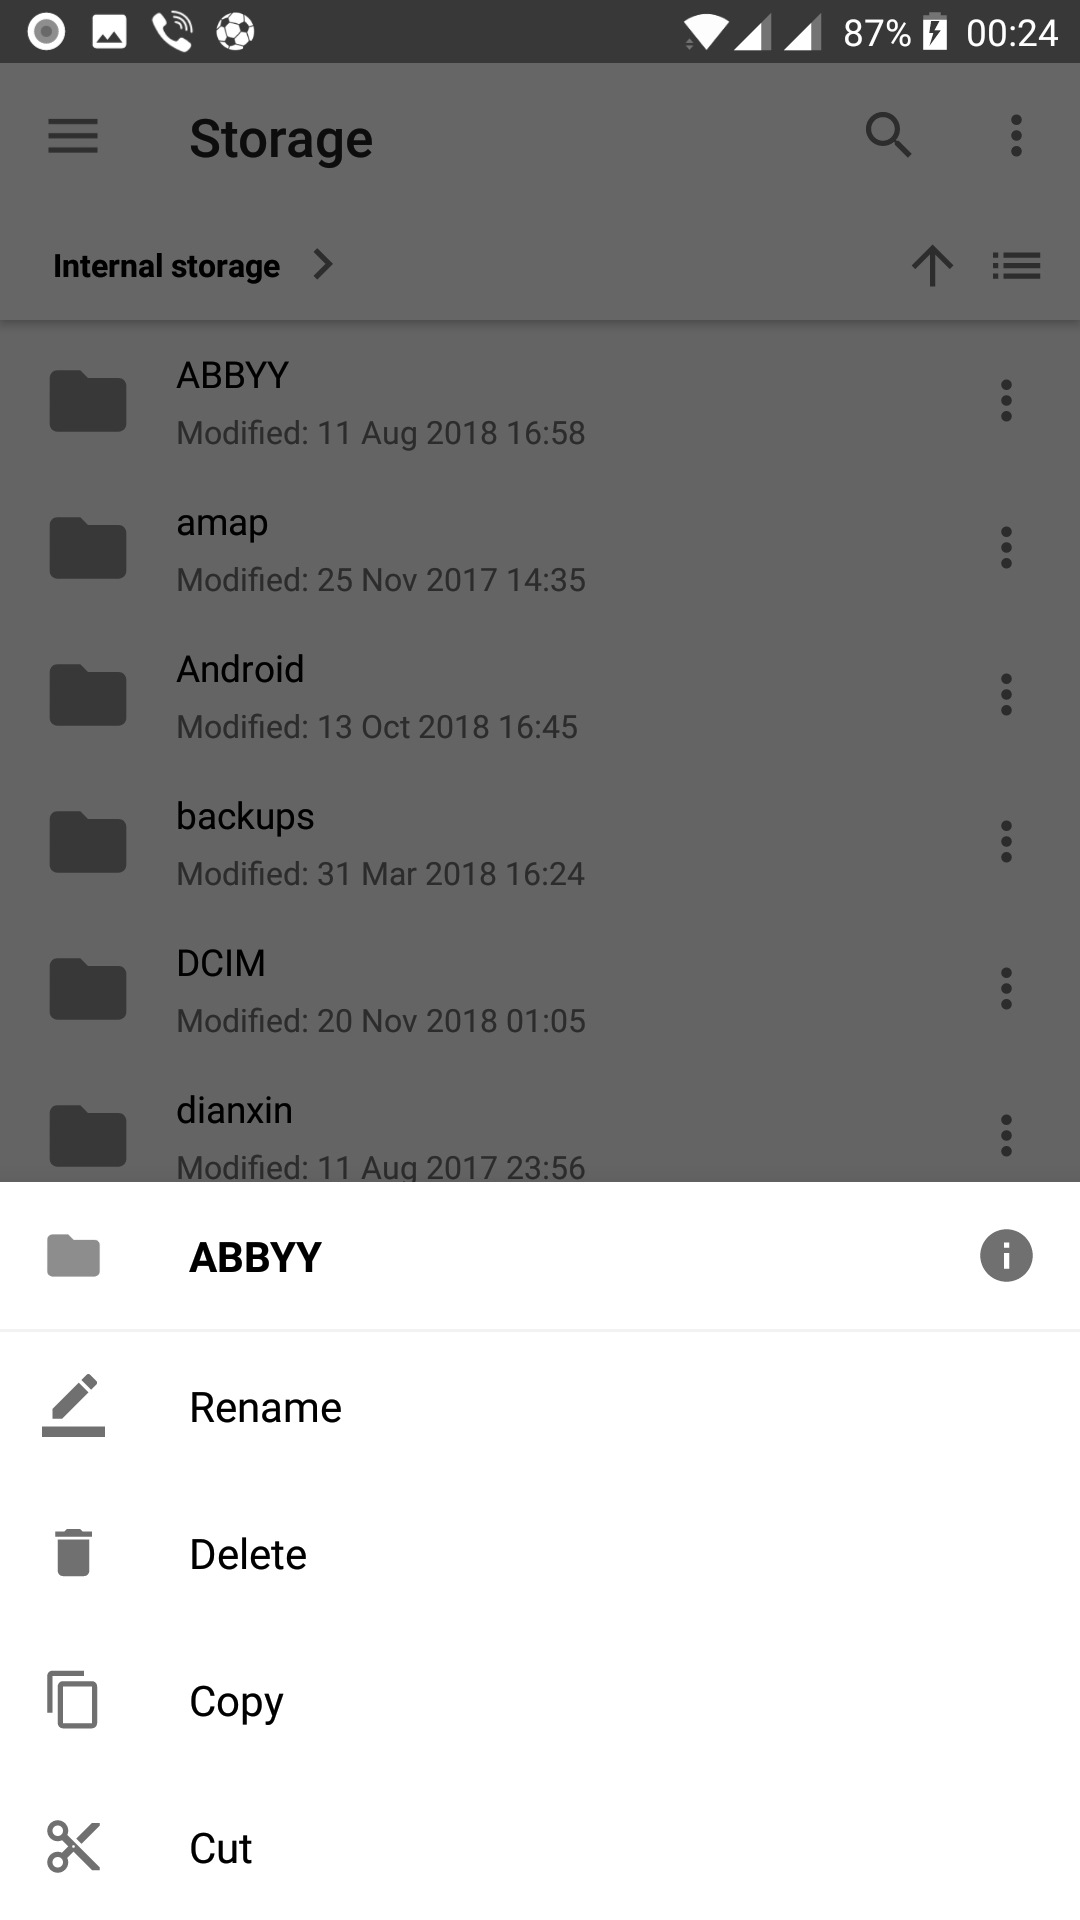 87% 00:24
Storage
Internal storage
ABBYY
Modified: 11 Aug 2018 16:58
amap
Modified: 25 Nov 2017 14:35
Android
Modified: 13 Oct 2018 16:45
backups
Modified: 31 Mar 2018 16:24
DCIM
Modified: 20 Nov 2018 01:05
dianxin
Modified: 11 Aug 2017 23:56
ABBYY
Rename
Delete
Copy
Cut